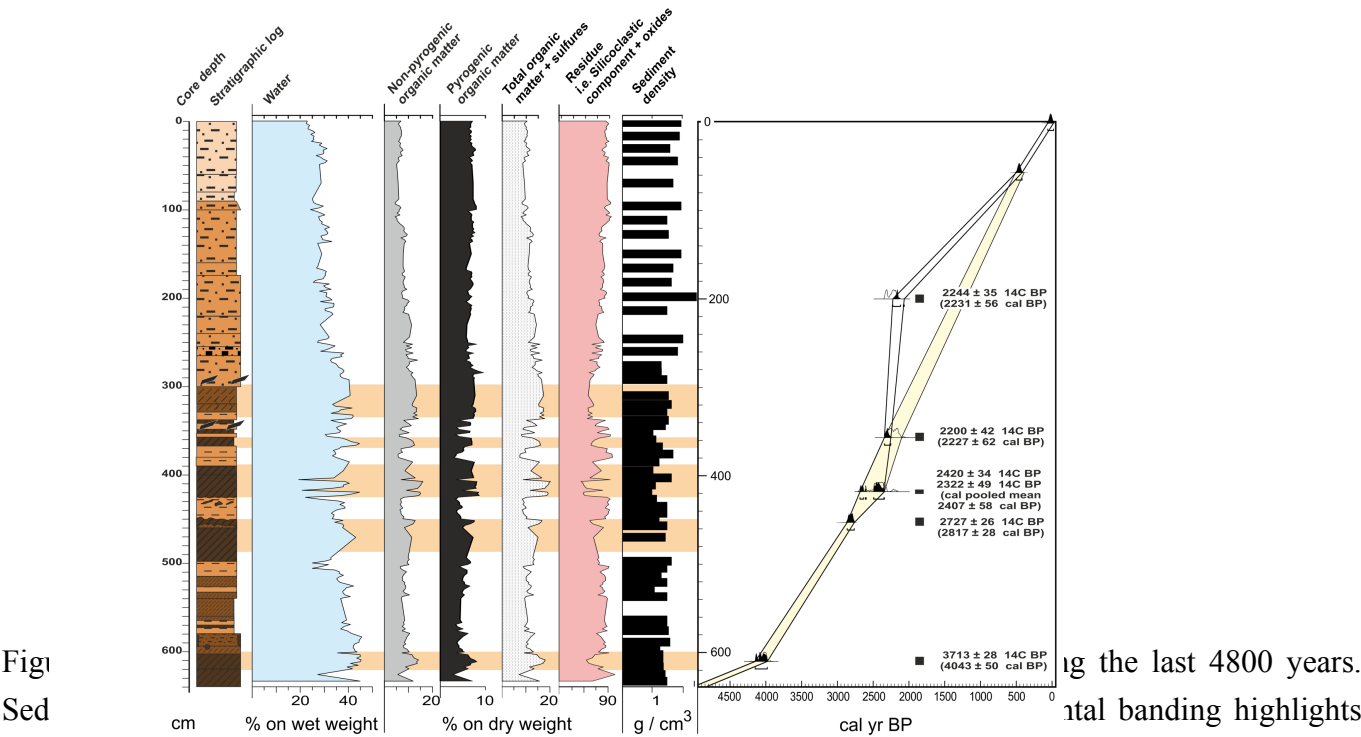 Core depth
Stratigraphic log
Water
Non-pyrogenic
organic matter
Pyrogenic
organic matter
Total organic
matter + sulfures
Residue
i.e. Silicoclastic
component + oxides
Sediment
density
0
100
200
300
400
500
600
0
200
400
600
2244 ± 35 14C BP
(2231 ± 56 cal BP)
2200 ± 42 14C BP
(2227 ± 62 cal BP)
2420 ± 34 14C BP
2322 ± 49 14C BP
(cal pooled mean
2407 ± 58 cal BP)
2727 ± 26 14C BP
(2817 ± 28 cal BP)
3713 ± 28 14C BP
(4043 ± 50 cal BP)
20 40 20 10 20 90 1
4500 4000 3500 3000 2500 2000 1500 1000 500 0
cm % on wet weight % on dry weight g / cm3 cal yr BP
the last 4800 years.
banding highlights